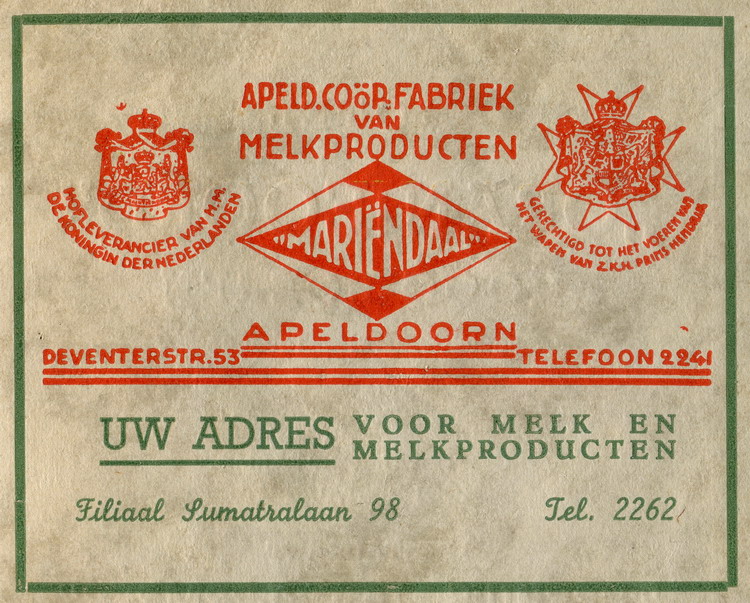 APELD. COÖP. FABRIEK
VAN
MELKPRODUCTEN
HOFLEVERANCIER VAN H.M.
DE KONINGIN DER NEDERLANDEN
GERECHTIGD TOT HET VOEREN VAN
HET WAPEN VAN Z.K.H. PRINS HENDRIK
"MARIËNDAAL"
APELDOORN
DEVENTERSTR. 53
TELEFOON 2241
UW ADRES VOOR MELK EN
MELKPRODUCTEN
Filiaal Sumatralaan 98
Tel. 2262